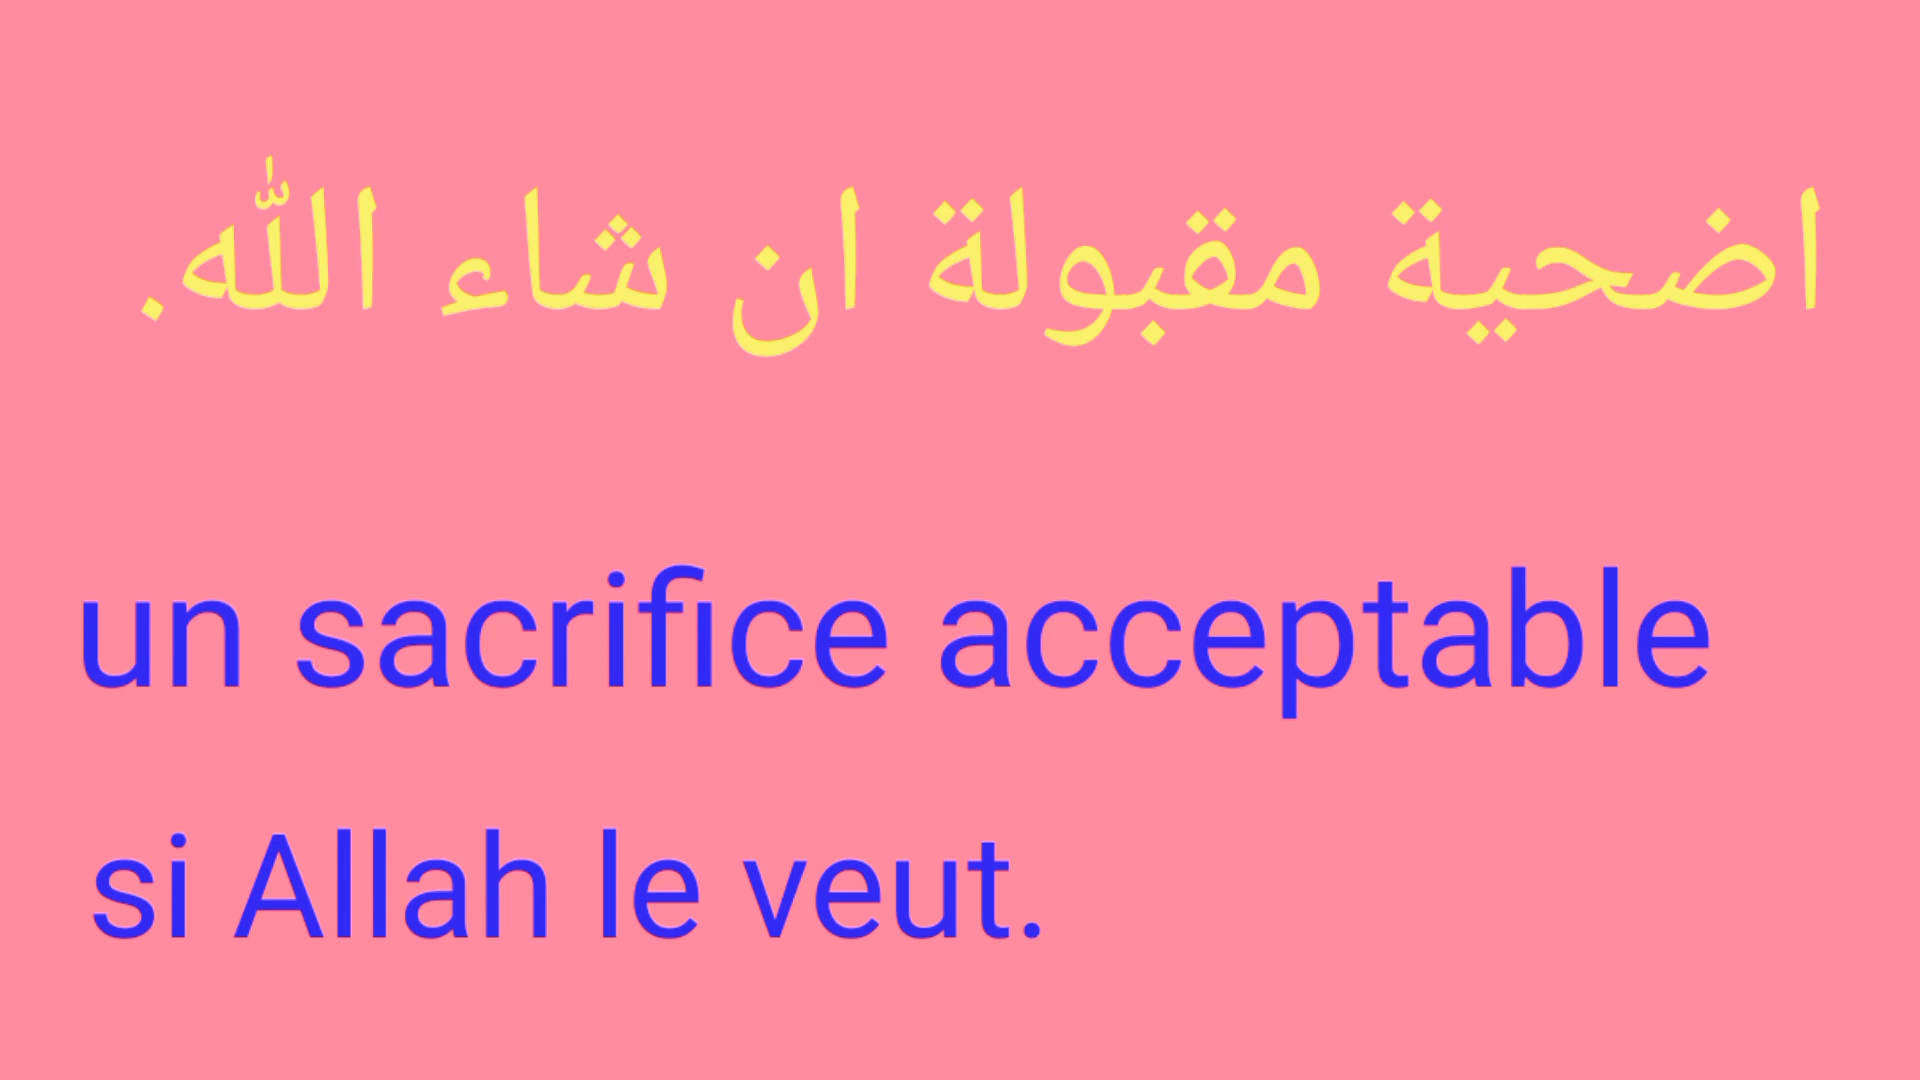 اضحية مقبولة ان شاء الله.
un sacrifice acceptable
si Allah le veut.